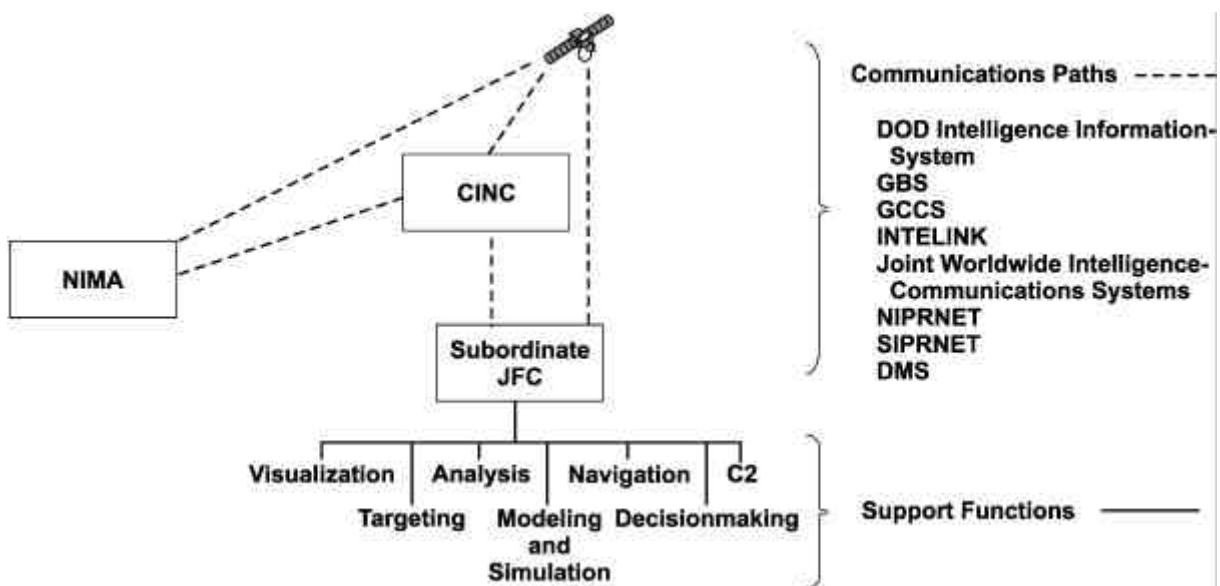 Communications Paths
CINC
DOD Intelligence Information-
System
GBS
GCCS
INTELINK
Joint Worldwide Intelligence-
Communications Systems
NIPRNET
SIPRNET
DMS
NIMA
Subordinate
JFC
Visualization
Analysis
Navigation
C2
Targeting
Modeling
and
Simulation
Decisionmaking
Support Functions